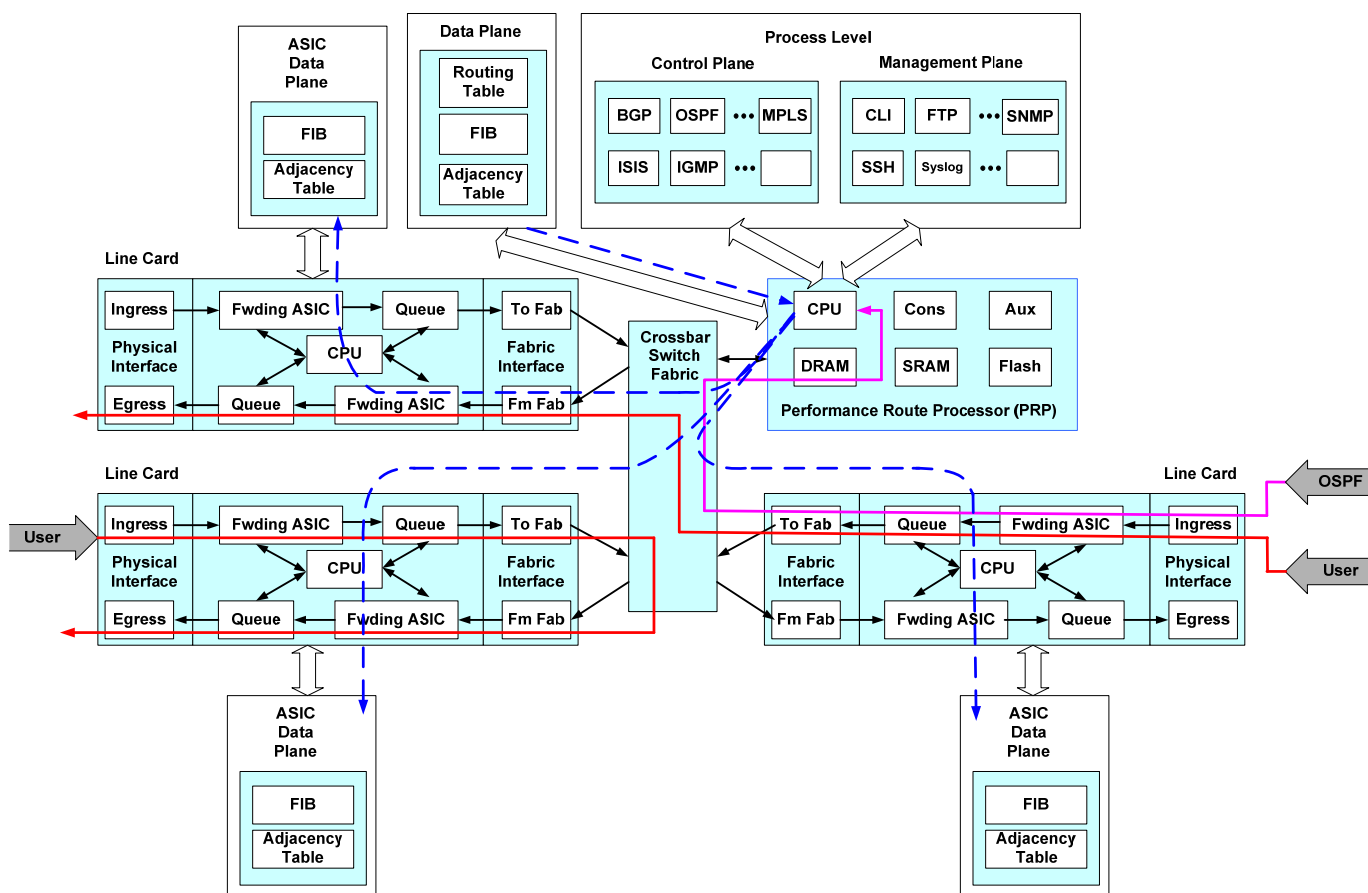 ASIC
Data
Plane
FIB
Adjacency
Table
Data Plane
Routing
Table
FIB
Adjacency
Table
Process Level
Control Plane
BGP
OSPF
•••
MPLS
ISIS
IGMP
•••
Management Plane
CLI
FTP
•••
SNMP
SSH
Syslog
•••
Line Card
Ingress
Fwding ASIC
Queue
To Fab
Physical
Interface
CPU
Fabric
Interface
Egress
Queue
Fwding ASIC
Fm Fab
Crossbar
Switch
Fabric
CPU
Cons
Aux
DRAM
SRAM
Flash
Performance Route Processor (PRP)
Line Card
User
Ingress
Fwding ASIC
Queue
To Fab
Physical
Interface
CPU
Fabric
Interface
Egress
Queue
Fwding ASIC
Fm Fab
Line Card
To Fab
Queue
Fwding ASIC
Ingress
Fabric
Interface
CPU
Physical
Interface
Fm Fab
Fwding ASIC
Queue
Egress
OSPF
User
ASIC
Data
Plane
FIB
Adjacency
Table
ASIC
Data
Plane
FIB
Adjacency
Table